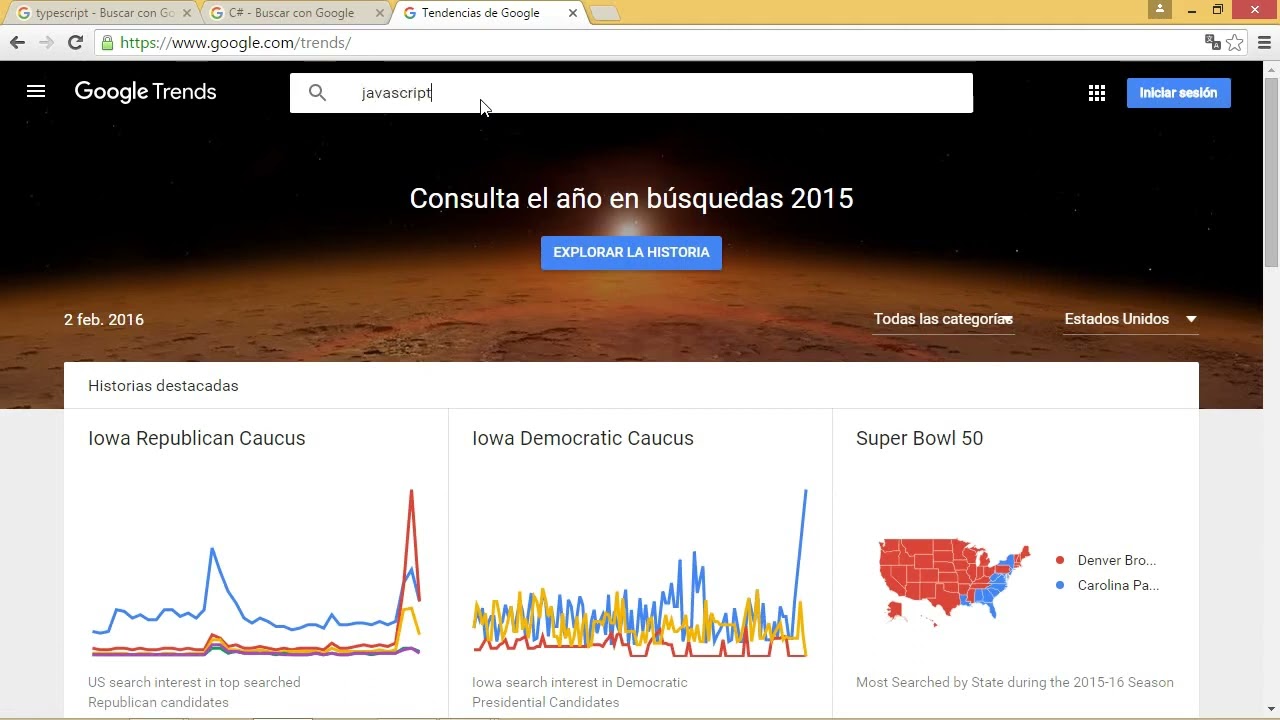 typescript - Buscar con Go
C# - Buscar con Google
Tendencias de Google
https://www.google.com/trends/
Google Trends
javascript
Iniciar sesión
Consulta el año en búsquedas 2015
EXPLORAR LA HISTORIA
2 feb. 2016
Todas las categorías
Estados Unidos
Historias destacadas
Iowa Republican Caucus
Iowa Democratic Caucus
Super Bowl 50
Denver Bro...
Carolina Pa...
US search interest in top searched
Republican candidates
Iowa search interest in Democratic
Presidential Candidates
Most Searched by State during the 2015-16 Season